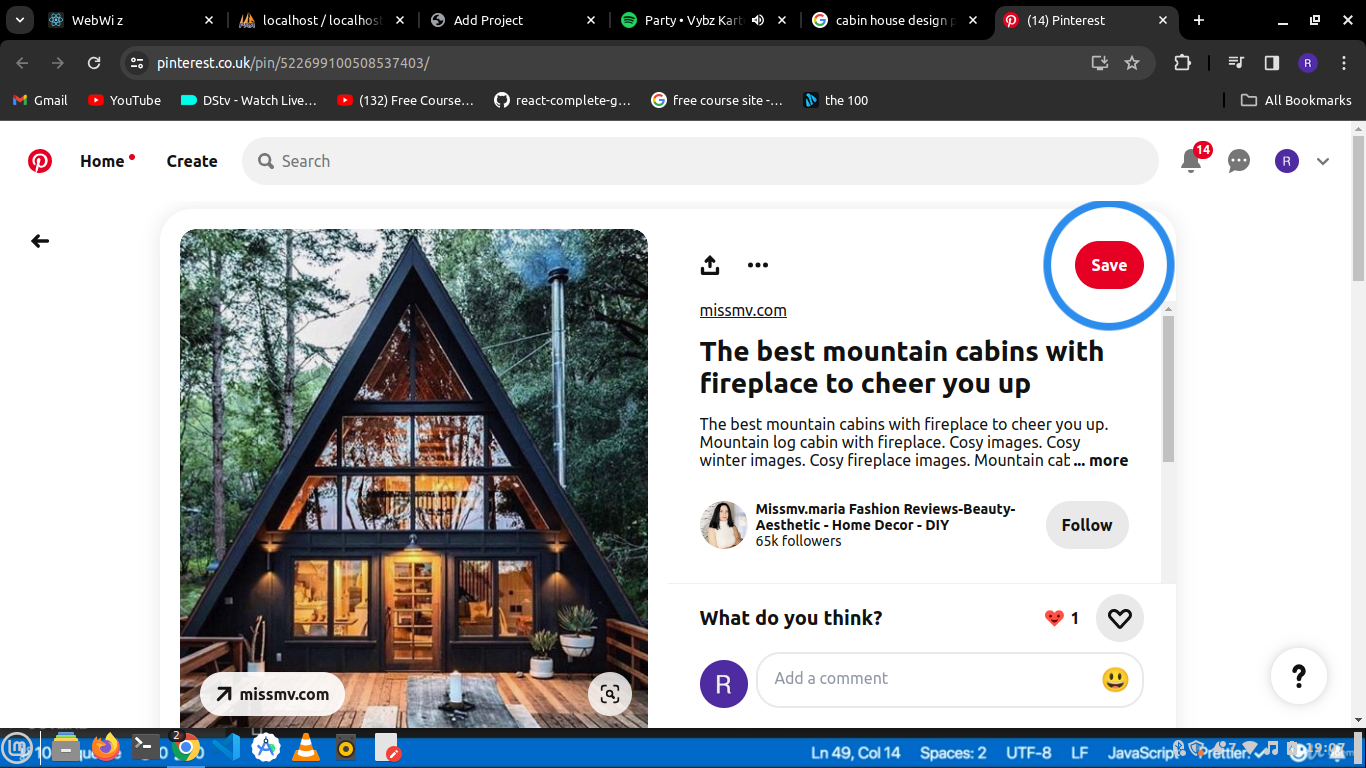 WebWi z
localhost / localhost
Add Project
Party • Vybz Kart
cabin house design p
(14) Pinterest
pinterest.co.uk/pin/522699100508537403/
R
Gmail
YouTube
DStv - Watch Live…
(132) Free Course…
react-complete-g…
free course site -…
the 100
All Bookmarks
Home
Create
Search
14
R
Save
missmv.com
The best mountain cabins with
fireplace to cheer you up
The best mountain cabins with fireplace to cheer you up.
Mountain log cabin with fireplace. Cosy images. Cosy
winter images. Cosy fireplace images. Mountain cat
... more
Missmv.maria Fashion Reviews-Beauty-
Aesthetic - Home Decor - DIY
65k followers
Follow
What do you think?
1
R
Add a comment
missmv.com
?
2
Ln 49, Col 14
Spaces: 2
UTF-8
LF
JavaScript
Prettier
19:07